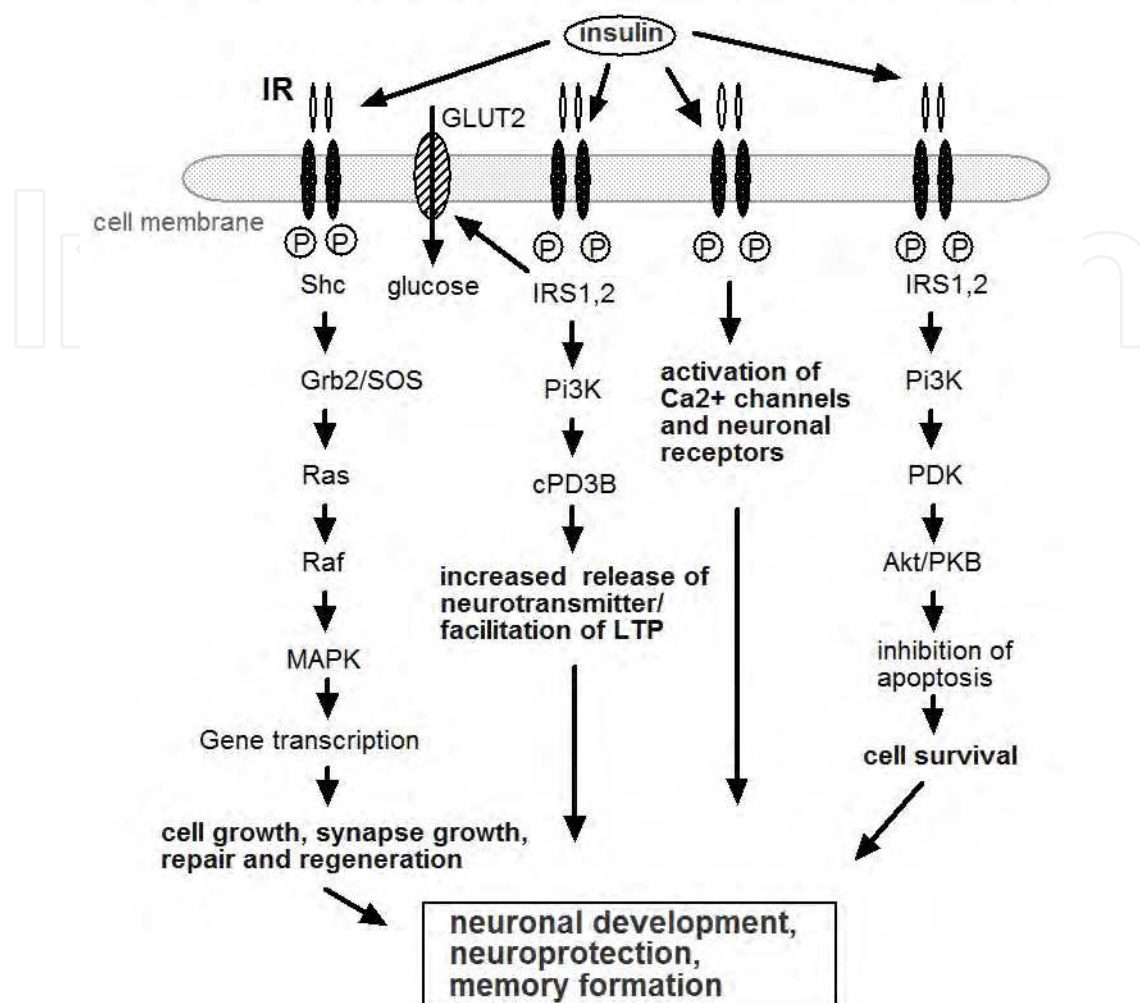 insulin
IR
GLUT2
cell membrane
P P
P P
P P
P P
Shc
glucose
IRS1,2
IRS1,2
Grb2/SOS
Pi3K
activation of
Ca2+ channels
and neuronal
receptors
Pi3K
Ras
cPD3B
PDK
Raf
increased release of
neurotransmitter/
facilitation of LTP
Akt/PKB
MAPK
inhibition of
apoptosis
Gene transcription
cell survival
cell growth, synapse growth,
repair and regeneration
neuronal development,
neuroprotection,
memory formation